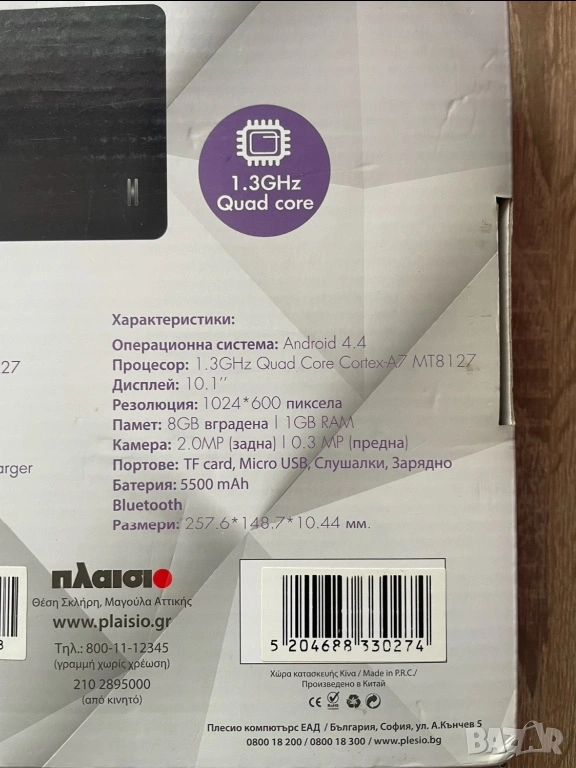 1.3GHz
Quad core
Характеристики:
Операционна система: Android 4.4
27
Процесор: 1.3GHz Quad Core Cortex-A7 MT8127
Дисплей: 10.1''
Резолюция: 1024*600 пиксела
Памет: 8GB вградена | 1GB RAM
Камера: 2.0MP (задна) | 0.3 MP (предна)
arger
Портове: TF card, Micro USB, Слушалки, Зарядно
Батерия: 5500 mAh
Bluetooth
Размери: 257.6*148.7*10.44 мм.
πλαισιο
Θέση Σκλήρη, Μαγούλα Αττικής
www.plaisio.gr
Τηλ.: 800-11-12345
(γραμμή χωρίς χρέωση)
210 2895000
(από κινητό)
8
5 204688 330274
Χώρα κατασκευής Κίνα / Made in P.R.C./
Произведено в Китай
CE RoHS
Плесио компютърс ЕАД / България, София, ул. А.Кънчев 5
0800 18 200 / 0800 18 300 / www.plesio.bg
BAZAR